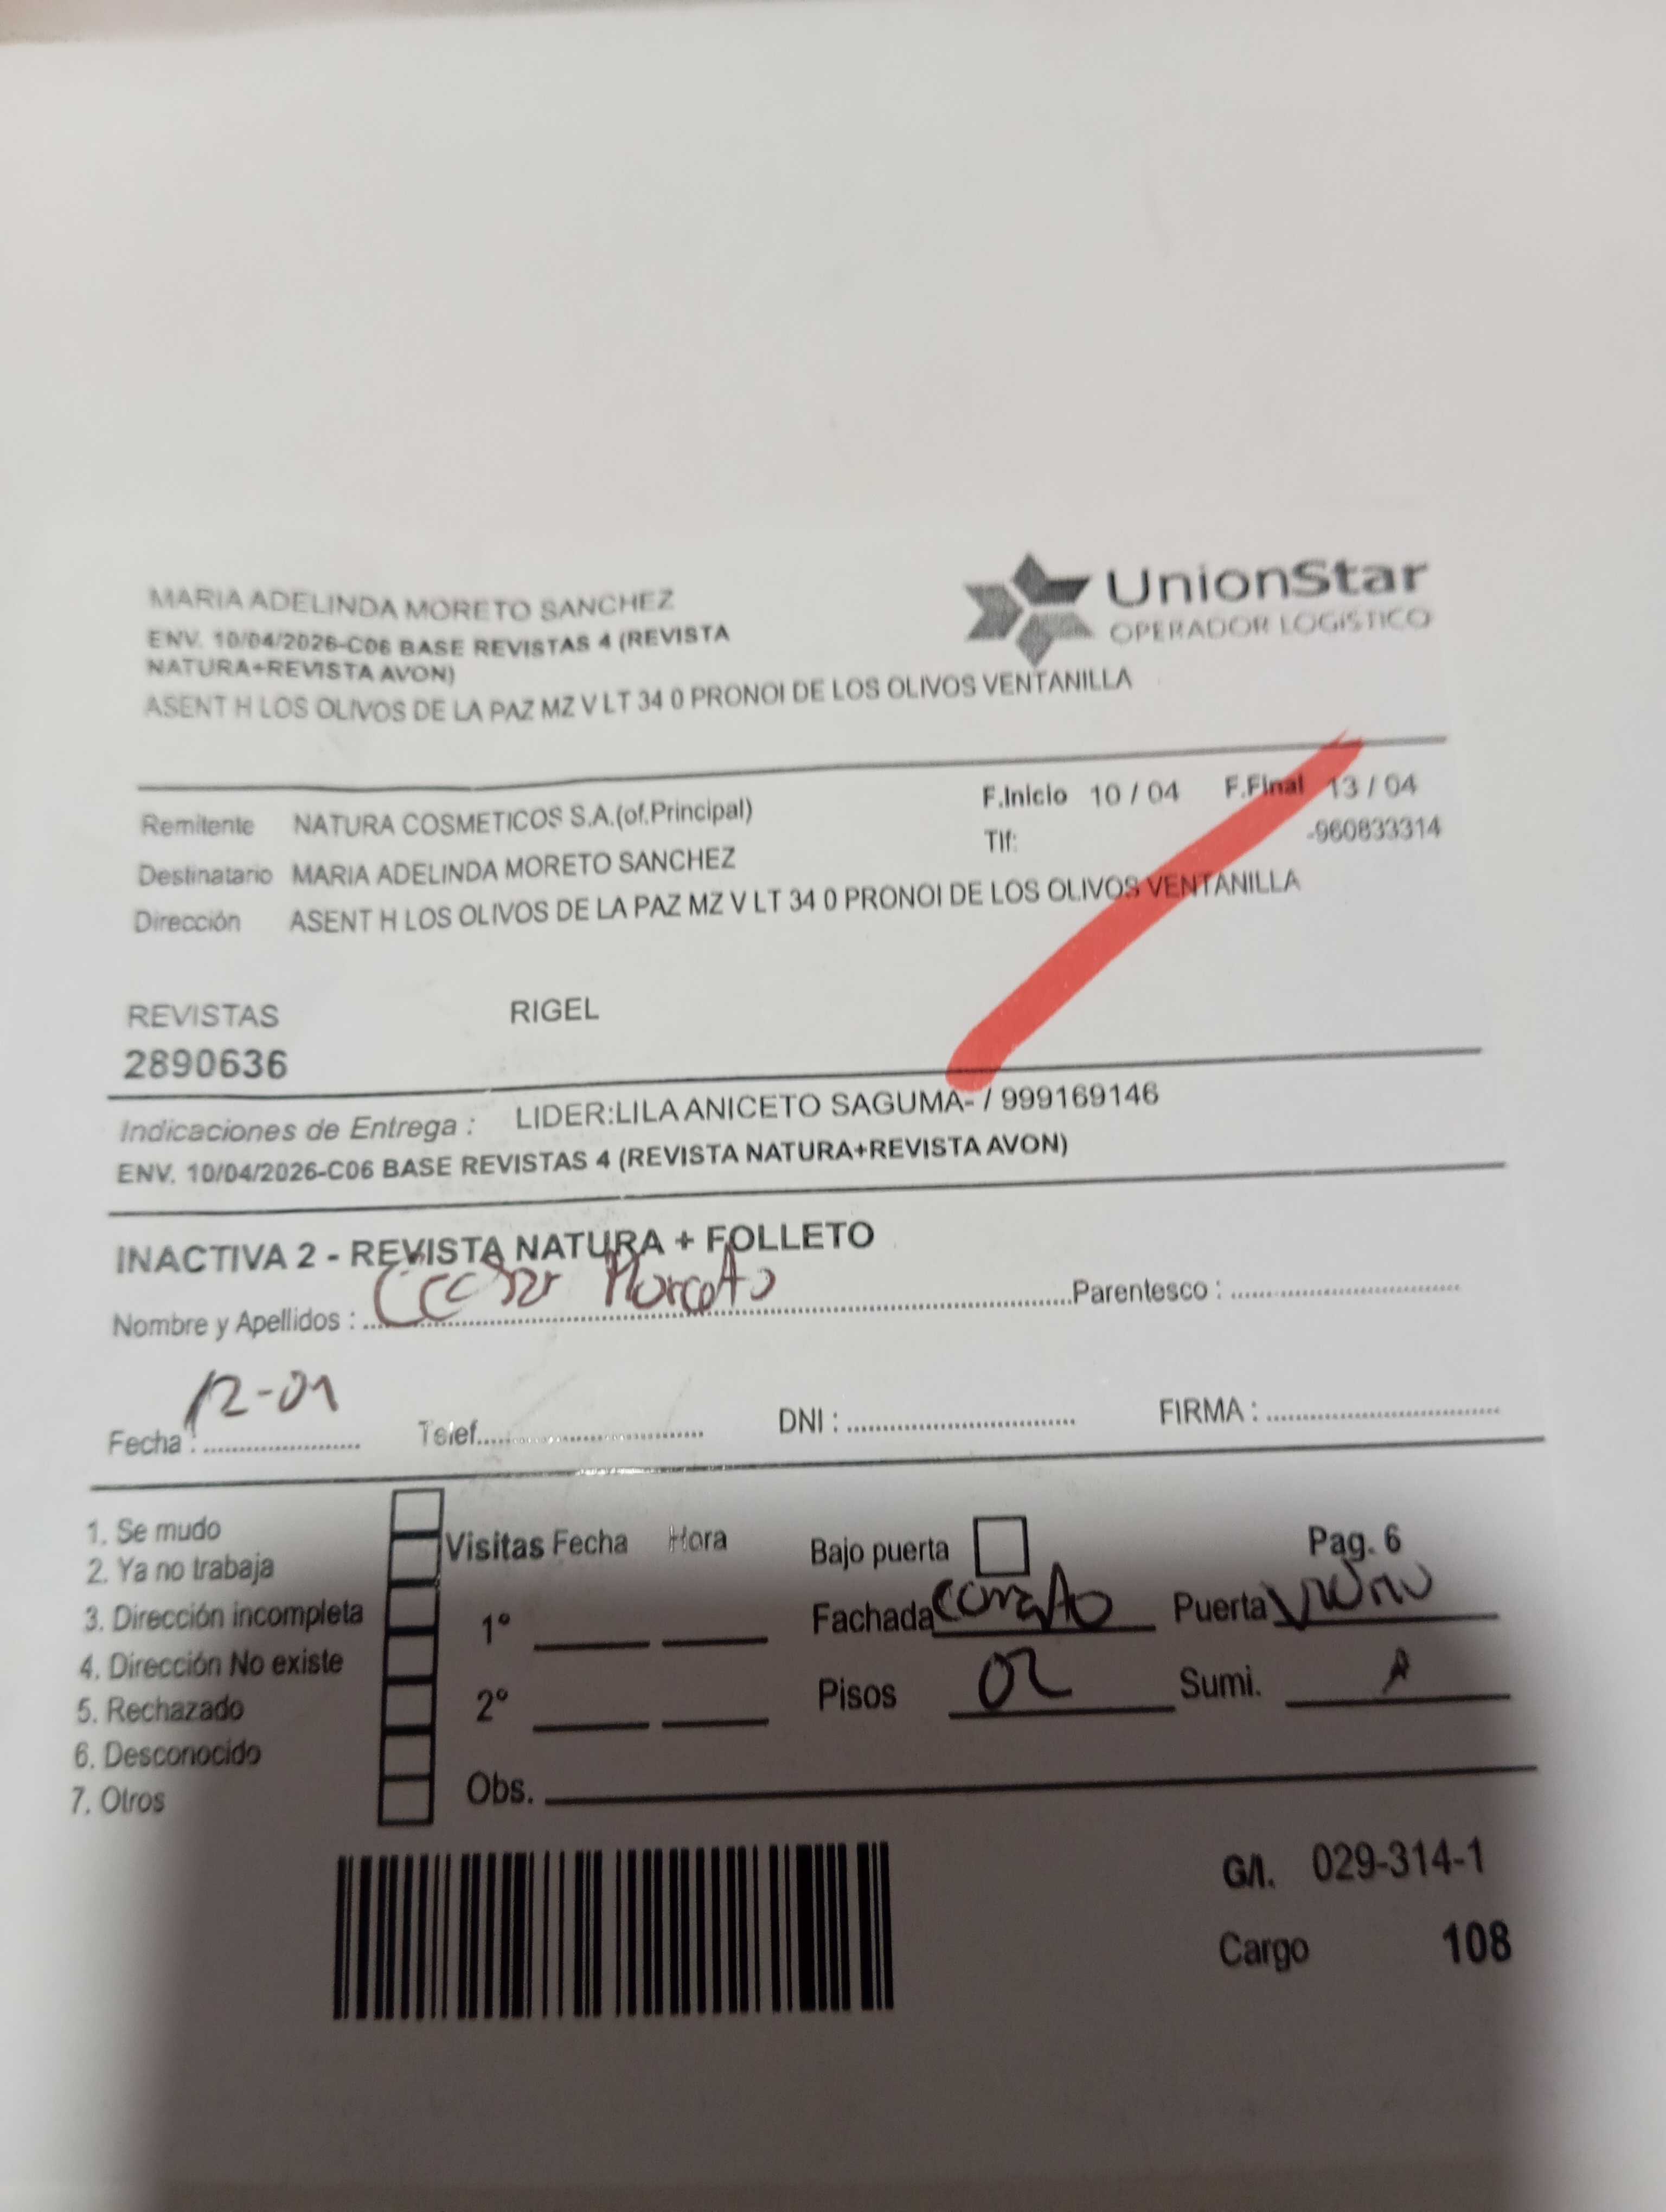 MARIA ADELINDA MORETO SANCHEZ
ENV. 10/04/2026-C06 BASE REVISTAS 4 (REVISTA
NATURA+REVISTA AVON)
ASENT H LOS OLIVOS DE LA PAZ MZ V LT 34 0 PRONOI DE LOS OLIVOS VENTANILLA
UnionStar
OPERADOR LOGÍSTICO
Remitente NATURA COSMETICOS S.A.(of.Principal)
F.Inicio 10 / 04 F.Final 13 / 04
Tlf: -960833314
Destinatario MARIA ADELINDA MORETO SANCHEZ
Dirección ASENT H LOS OLIVOS DE LA PAZ MZ V LT 34 0 PRONOI DE LOS OLIVOS VENTANILLA
REVISTAS RIGEL
2890636
Indicaciones de Entrega : LIDER:LILA ANICETO SAGUMA- / 999169146
ENV. 10/04/2026-C06 BASE REVISTAS 4 (REVISTA NATURA+REVISTA AVON)
INACTIVA 2 - REVISTA NATURA + FOLLETO
Nombre y Apellidos : Parentesco :
Fecha : 12-01 Telef. DNI : FIRMA :
1. Se mudo
2. Ya no trabaja
3. Dirección incompleta
4. Dirección No existe
5. Rechazado
6. Desconocido
7. Otros
Visitas Fecha Hora
1º
2º
Obs.
Bajo puerta Pag. 6
Fachada Puerta
Pisos 02 Sumi.
G/I. 029-314-1
Cargo 108